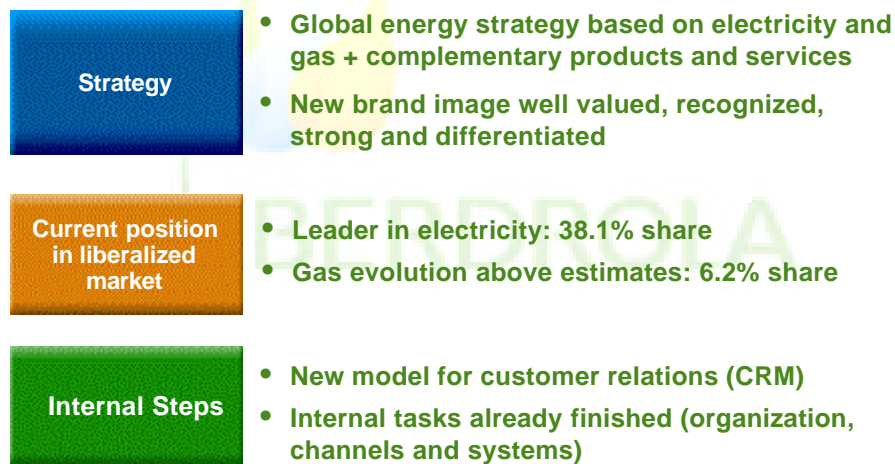 Strategy
• Global energy strategy based on electricity and
gas + complementary products and services
• New brand image well valued, recognized,
strong and differentiated
Current position
in liberalized
market
• Leader in electricity: 38.1% share
• Gas evolution above estimates: 6.2% share
IBERDROLA
Internal Steps
• New model for customer relations (CRM)
• Internal tasks already finished (organization,
channels and systems)